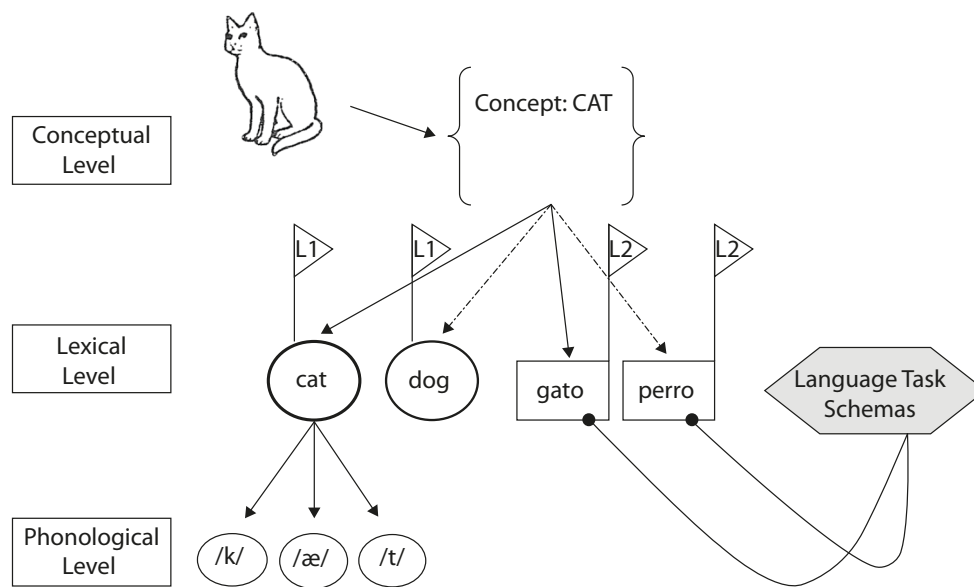 Concept: CAT
Conceptual
Level
L1
L1
L2
L2
Lexical
Level
cat
dog
gato
perro
Language Task
Schemas
Phonological
Level
/k/
/æ/
/t/